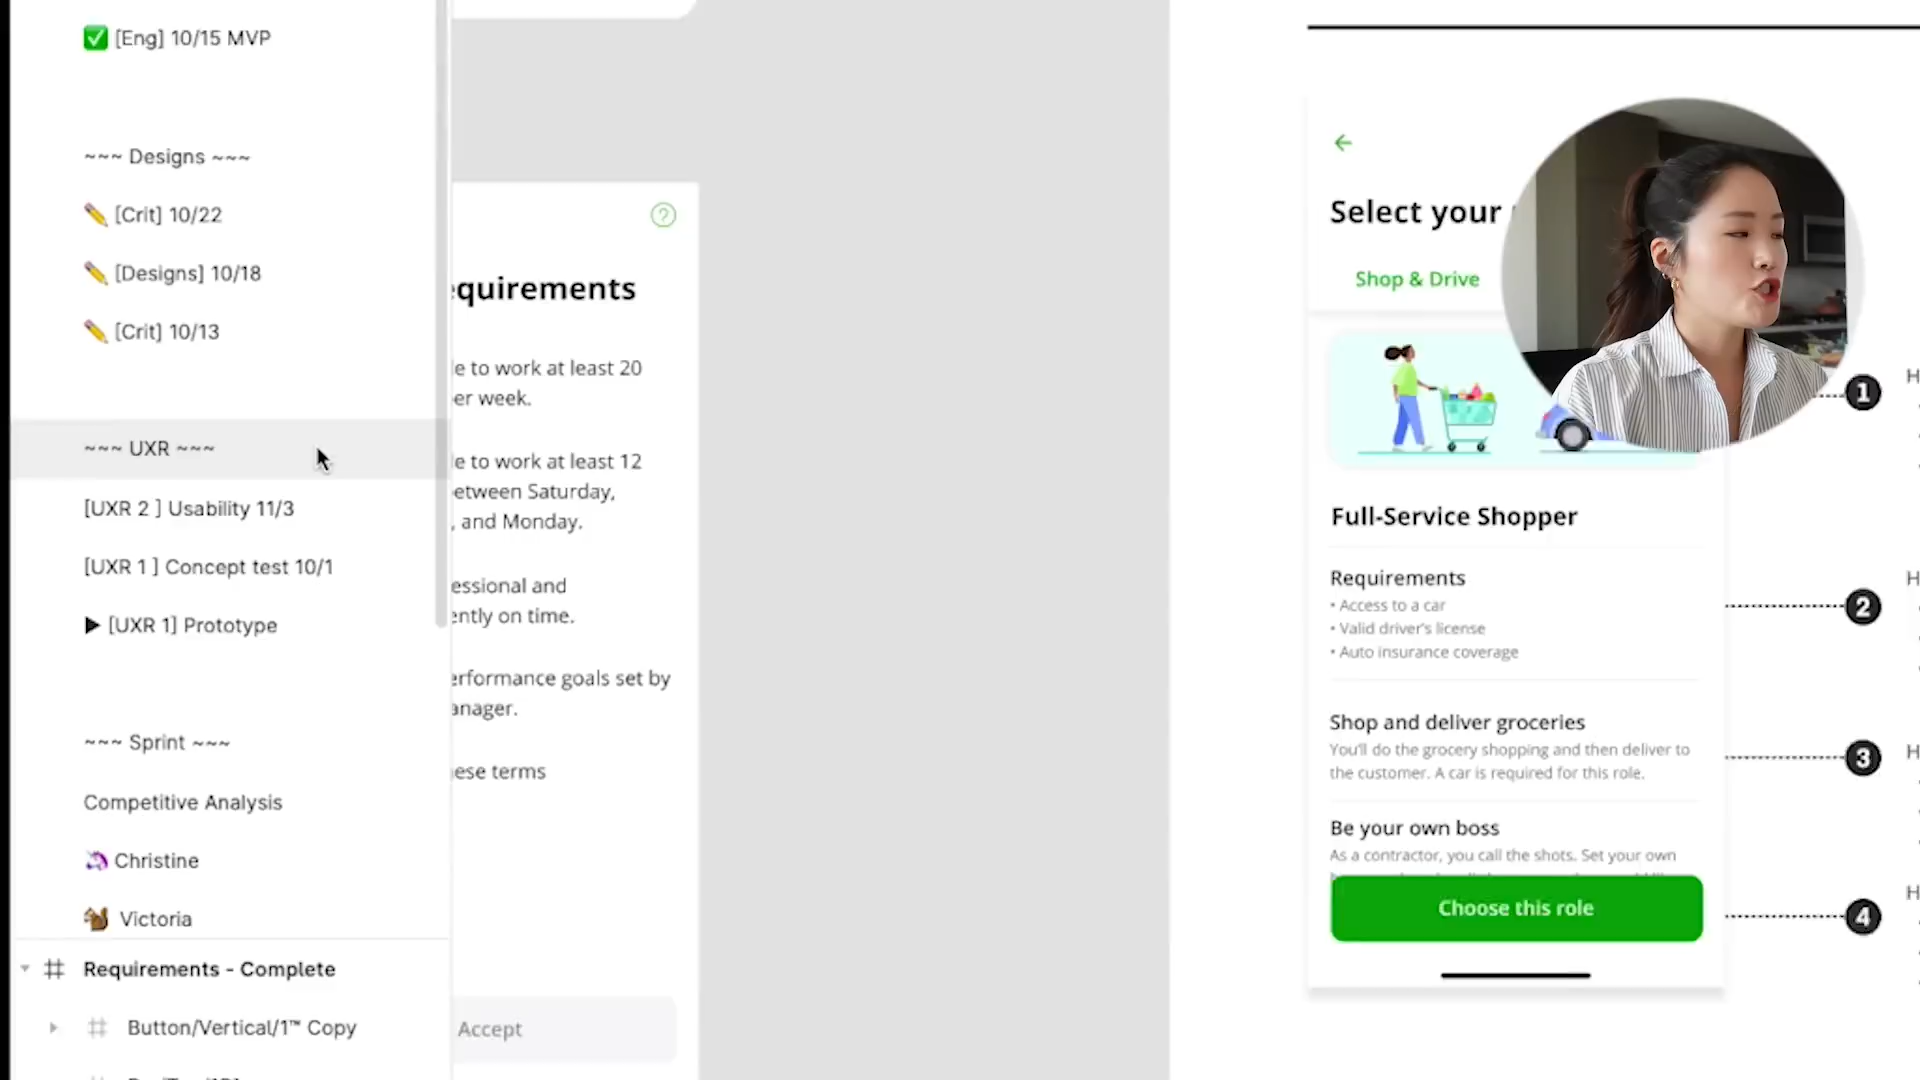 ✅ [Eng] 10/15 MVP
~~~ Designs ~~~
✏️ [Crit] 10/22
✏️ [Designs] 10/18
✏️ [Crit] 10/13
~~~ UXR ~~~
[UXR 2 ] Usability 11/3
[UXR 1 ] Concept test 10/1
▶ [UXR 1] Prototype
~~~ Sprint ~~~
Competitive Analysis
🦄 Christine
🐿️ Victoria
Requirements - Complete
Button/Vertical/1™ Copy
?
equirements
le to work at least 20
er week.
le to work at least 12
etween Saturday,
, and Monday.
essional and
ently on time.
erformance goals set by
anager.
ese terms
Accept
Select your
Shop & Drive
Full-Service Shopper
Requirements
• Access to a car
• Valid driver's license
• Auto insurance coverage
Shop and deliver groceries
You'll do the grocery shopping and then deliver to
the customer. A car is required for this role.
Be your own boss
As a contractor, you call the shots. Set your own
Choose this role
1
H
2
H
3
H
4
H